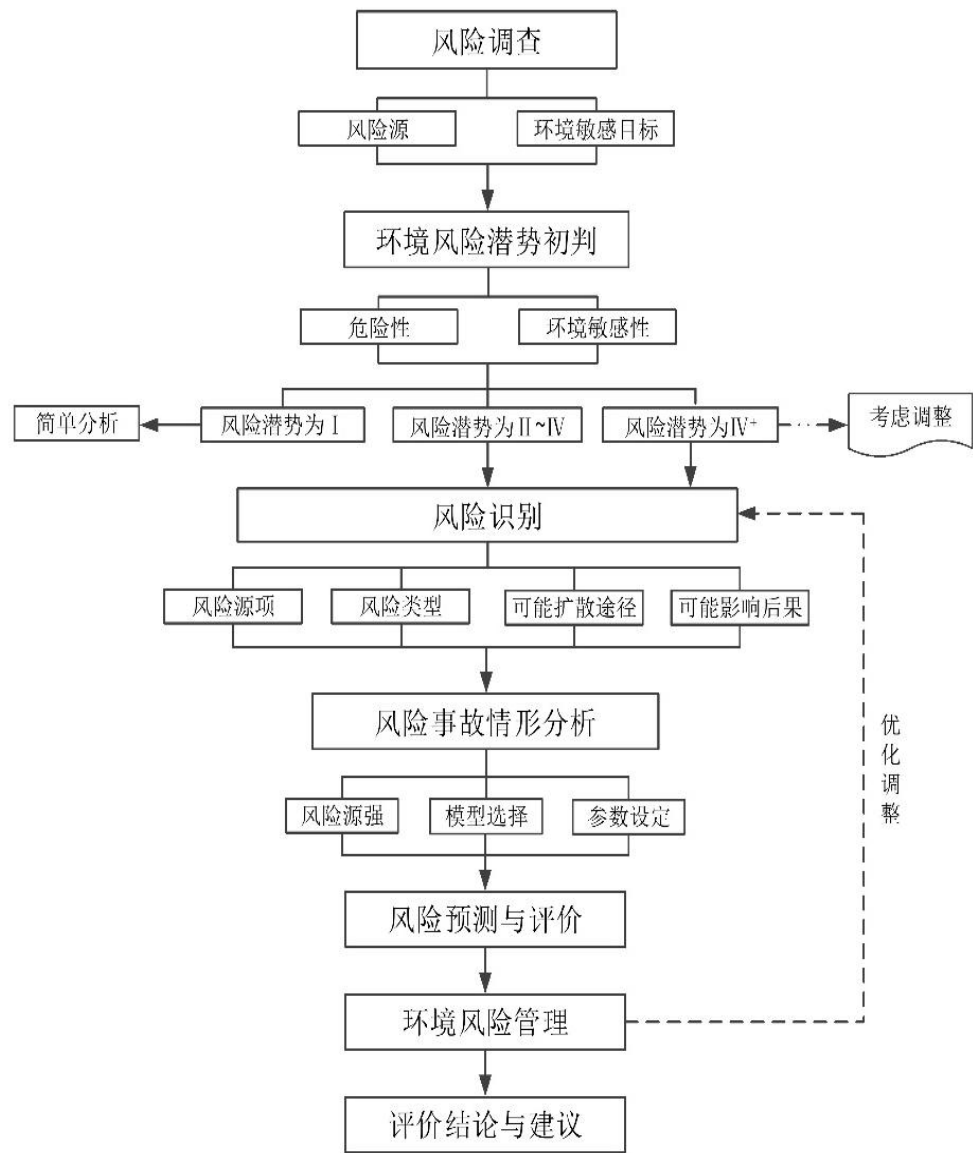 风险调查
风险源
环境敏感目标
环境风险潜势初判
危险性
环境敏感性
简单分析
风险潜势为Ⅰ
风险潜势为Ⅱ~Ⅳ
风险潜势为Ⅳ⁺
考虑调整
风险识别
风险源项
风险类型
可能扩散途径
可能影响后果
风险事故情形分析
优化调整
风险源强
模型选择
参数设定
风险预测与评价
环境风险管理
评价结论与建议